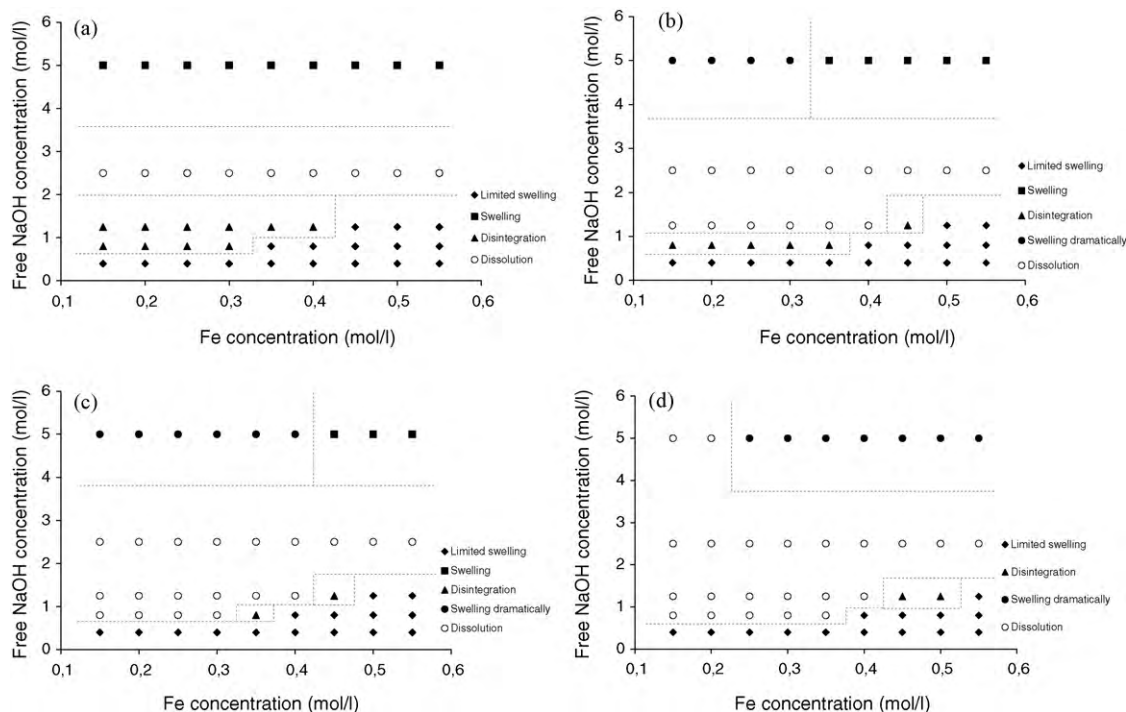 (a)
Free NaOH concentration (mol/l)
6
5
4
3
2
1
0
0,1 0,2 0,3 0,4 0,5 0,6
Fe concentration (mol/l)
Limited swelling
Swelling
Disintegration
Dissolution
(b)
Free NaOH concentration (mol/l)
6
5
4
3
2
1
0
0,1 0,2 0,3 0,4 0,5 0,6
Fe concentration (mol/l)
Limited swelling
Swelling
Disintegration
Swelling dramatically
Dissolution
(c)
Free NaOH concentration (mol/l)
6
5
4
3
2
1
0
0,1 0,2 0,3 0,4 0,5 0,6
Fe concentration (mol/l)
Limited swelling
Swelling
Disintegration
Swelling dramatically
Dissolution
(d)
Free NaOH concentration (mol/l)
6
5
4
3
2
1
0
0,1 0,2 0,3 0,4 0,5 0,6
Fe concentration (mol/l)
Limited swelling
Disintegration
Swelling dramatically
Dissolution